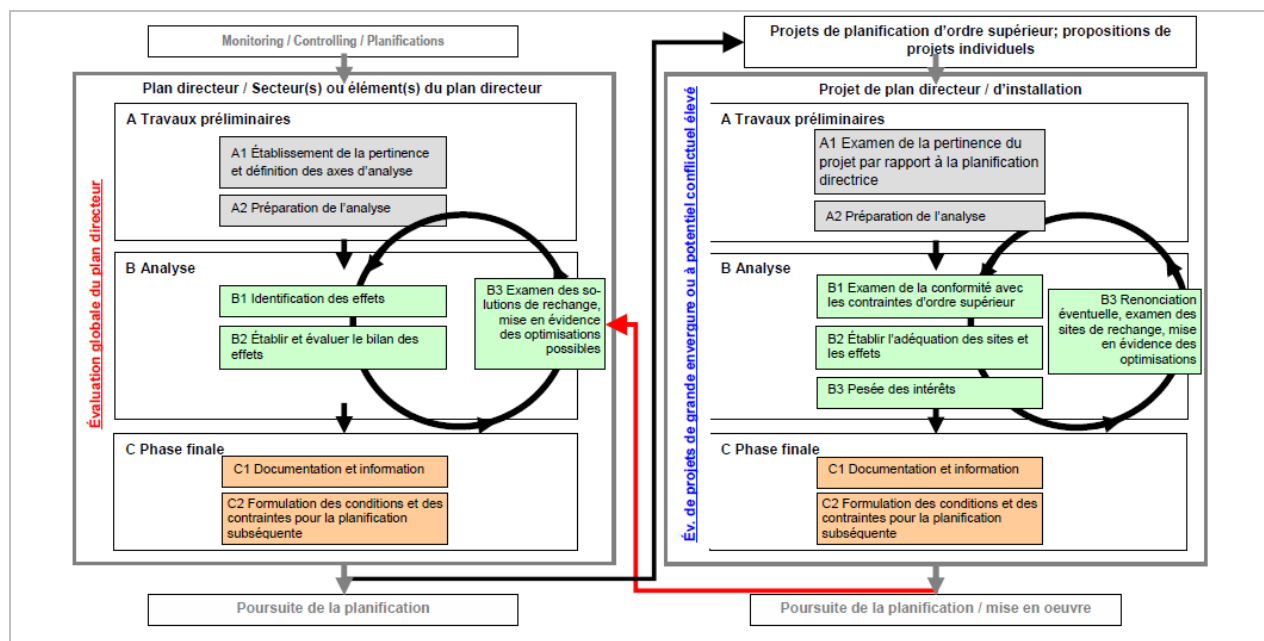 Monitoring / Controlling / Planifications
Plan directeur / Secteur(s) ou élément(s) du plan directeur
Évaluation globale du plan directeur
A Travaux préliminaires
A1 Établissement de la pertinence
et définition des axes d'analyse
A2 Préparation de l'analyse
B Analyse
B1 Identification des effets
B2 Établir et évaluer le bilan des
effets
B3 Examen des so-
lutions de rechange,
mise en évidence
des optimisations
possibles
C Phase finale
C1 Documentation et information
C2 Formulation des conditions et des
contraintes pour la planification
subséquente
Poursuite de la planification
Projets de planification d'ordre supérieur; propositions de
projets individuels
Projet de plan directeur / d'installation
Év. de projets de grande envergure ou à potentiel conflictuel élevé
A Travaux préliminaires
A1 Examen de la pertinence du
projet par rapport à la planification
directrice
A2 Préparation de l'analyse
B Analyse
B1 Examen de la conformité avec
les contraintes d'ordre supérieur
B2 Établir l'adéquation des sites et
les effets
B3 Pesée des intérêts
B3 Renonciation
éventuelle, examen des
sites de rechange, mise
en évidence des
optimisations
C Phase finale
C1 Documentation et information
C2 Formulation des conditions et des
contraintes pour la planification
subséquente
Poursuite de la planification / mise en oeuvre